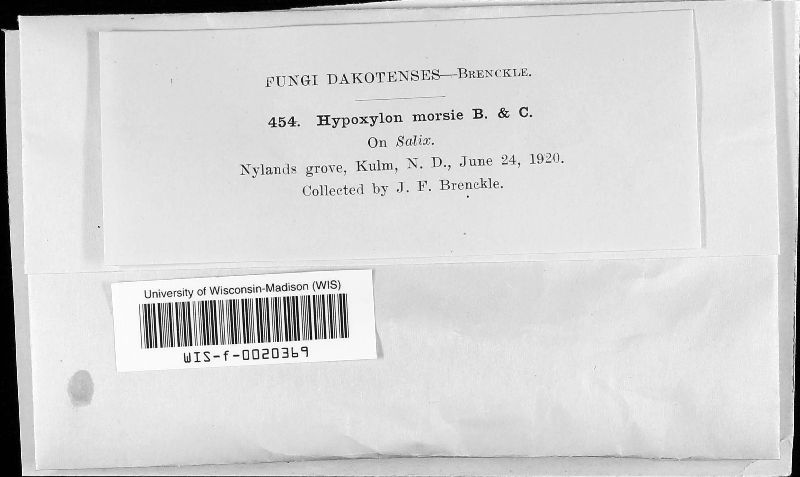 FUNGI DAKOTENSES—BRENCKLE.
454. Hypoxylon morsie B. & C.
On Salix.
Nylands grove, Kulm, N. D., June 24, 1920.
Collected by J. F. Brenckle.
University of Wisconsin-Madison (WIS)
WIS-f-0020369